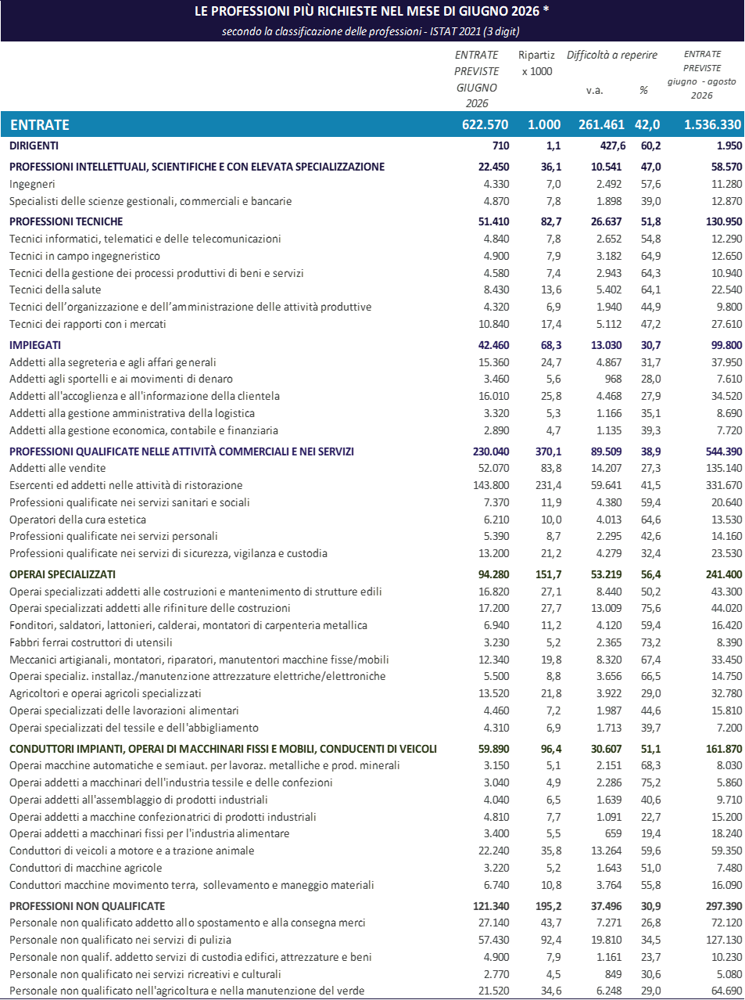 LE PROFESSIONI PIÙ RICHIESTE NEL MESE DI GIUGNO 2026 *
secondo la classificazione delle professioni - ISTAT 2021 (3 digit)
ENTRATE PREVISTE GIUGNO 2026 Ripartiz x 1000 Difficoltà a reperire v.a. % ENTRATE PREVISTE giugno - agosto 2026
ENTRATE 622.570 1.000 261.461 42,0 1.536.330
DIRIGENTI 710 1,1 427,6 60,2 1.950
PROFESSIONI INTELLETTUALI, SCIENTIFICHE E CON ELEVATA SPECIALIZZAZIONE 22.450 36,1 10.541 47,0 58.570
Ingegneri 4.330 7,0 2.492 57,6 11.280
Specialisti delle scienze gestionali, commerciali e bancarie 4.870 7,8 1.898 39,0 12.870
PROFESSIONI TECNICHE 51.410 82,7 26.637 51,8 130.950
Tecnici informatici, telematici e delle telecomunicazioni 4.840 7,8 2.652 54,8 12.290
Tecnici in campo ingegneristico 4.900 7,9 3.182 64,9 12.650
Tecnici della gestione dei processi produttivi di beni e servizi 4.580 7,4 2.943 64,3 10.940
Tecnici della salute 8.430 13,6 5.402 64,1 22.540
Tecnici dell’organizzazione e dell’amministrazione delle attività produttive 4.320 6,9 1.940 44,9 9.800
Tecnici dei rapporti con i mercati 10.840 17,4 5.112 47,2 27.610
IMPIEGATI 42.460 68,3 13.030 30,7 99.800
Addetti alla segreteria e agli affari generali 15.360 24,7 4.867 31,7 37.950
Addetti agli sportelli e ai movimenti di denaro 3.460 5,6 968 28,0 7.610
Addetti all'accoglienza e all'informazione della clientela 16.010 25,8 4.468 27,9 34.520
Addetti alla gestione amministrativa della logistica 3.320 5,3 1.166 35,1 8.690
Addetti alla gestione economica, contabile e finanziaria 2.890 4,7 1.135 39,3 7.720
PROFESSIONI QUALIFICATE NELLE ATTIVITÀ COMMERCIALI E NEI SERVIZI 230.040 370,1 89.509 38,9 544.390
Addetti alle vendite 52.070 83,8 14.207 27,3 135.140
Esercenti ed addetti nelle attività di ristorazione 143.800 231,4 59.641 41,5 331.670
Professioni qualificate nei servizi sanitari e sociali 7.370 11,9 4.380 59,4 20.640
Operatori della cura estetica 6.210 10,0 4.013 64,6 13.530
Professioni qualificate nei servizi personali 5.390 8,7 2.295 42,6 14.160
Professioni qualificate nei servizi di sicurezza, vigilanza e custodia 13.200 21,2 4.279 32,4 23.530
OPERAI SPECIALIZZATI 94.280 151,7 53.219 56,4 241.400
Operai specializzati addetti alle costruzioni e mantenimento di strutture edili 16.820 27,1 8.440 50,2 43.300
Operai specializzati addetti alle rifiniture delle costruzioni 17.200 27,7 13.009 75,6 44.020
Fonditori, saldatori, lattonieri, calderai, montatori di carpenteria metallica 6.940 11,2 4.120 59,4 16.420
Fabbri ferrai costruttori di utensili 3.230 5,2 2.365 73,2 8.390
Meccanici artigianali, montatori, riparatori, manutentori macchine fisse/mobili 12.340 19,8 8.320 67,4 33.450
Operai specializ. installaz./manutenzione attrezzature elettriche/elettroniche 5.500 8,8 3.656 66,5 14.750
Agricoltori e operai agricoli specializzati 13.520 21,8 3.922 29,0 32.780
Operai specializzati delle lavorazioni alimentari 4.460 7,2 1.987 44,6 15.810
Operai specializzati del tessile e dell'abbigliamento 4.310 6,9 1.713 39,7 7.200
CONDUTTORI IMPIANTI, OPERAI DI MACCHINARI FISSI E MOBILI, CONDUCENTI DI VEICOLI 59.890 96,4 30.607 51,1 161.870
Operai macchine automatiche e semiaut. per lavoraz. metalliche e prod. minerali 3.150 5,1 2.151 68,3 8.030
Operai addetti a macchinari dell'industria tessile e delle confezioni 3.040 4,9 2.286 75,2 5.860
Operai addetti all'assemblaggio di prodotti industriali 4.040 6,5 1.639 40,6 9.710
Operai addetti a macchine confezionatrici di prodotti industriali 4.810 7,7 1.091 22,7 15.200
Operai addetti a macchinari fissi per l'industria alimentare 3.400 5,5 659 19,4 18.240
Conduttori di veicoli a motore e a trazione animale 22.240 35,8 13.264 59,6 59.350
Conduttori di macchine agricole 3.220 5,2 1.643 51,0 7.480
Conduttori macchine movimento terra, sollevamento e maneggio materiali 6.740 10,8 3.764 55,8 16.090
PROFESSIONI NON QUALIFICATE 121.340 195,2 37.496 30,9 297.390
Personale non qualificato addetto allo spostamento e alla consegna merci 27.140 43,7 7.271 26,8 72.120
Personale non qualificato nei servizi di pulizia 57.430 92,4 19.810 34,5 127.130
Personale non qualif. addetto servizi di custodia edifici, attrezzature e beni 4.900 7,9 1.161 23,7 10.230
Personale non qualificato nei servizi ricreativi e culturali 2.770 4,5 849 30,6 5.080
Personale non qualificato nell'agricoltura e nella manutenzione del verde 21.520 34,6 6.248 29,0 64.690